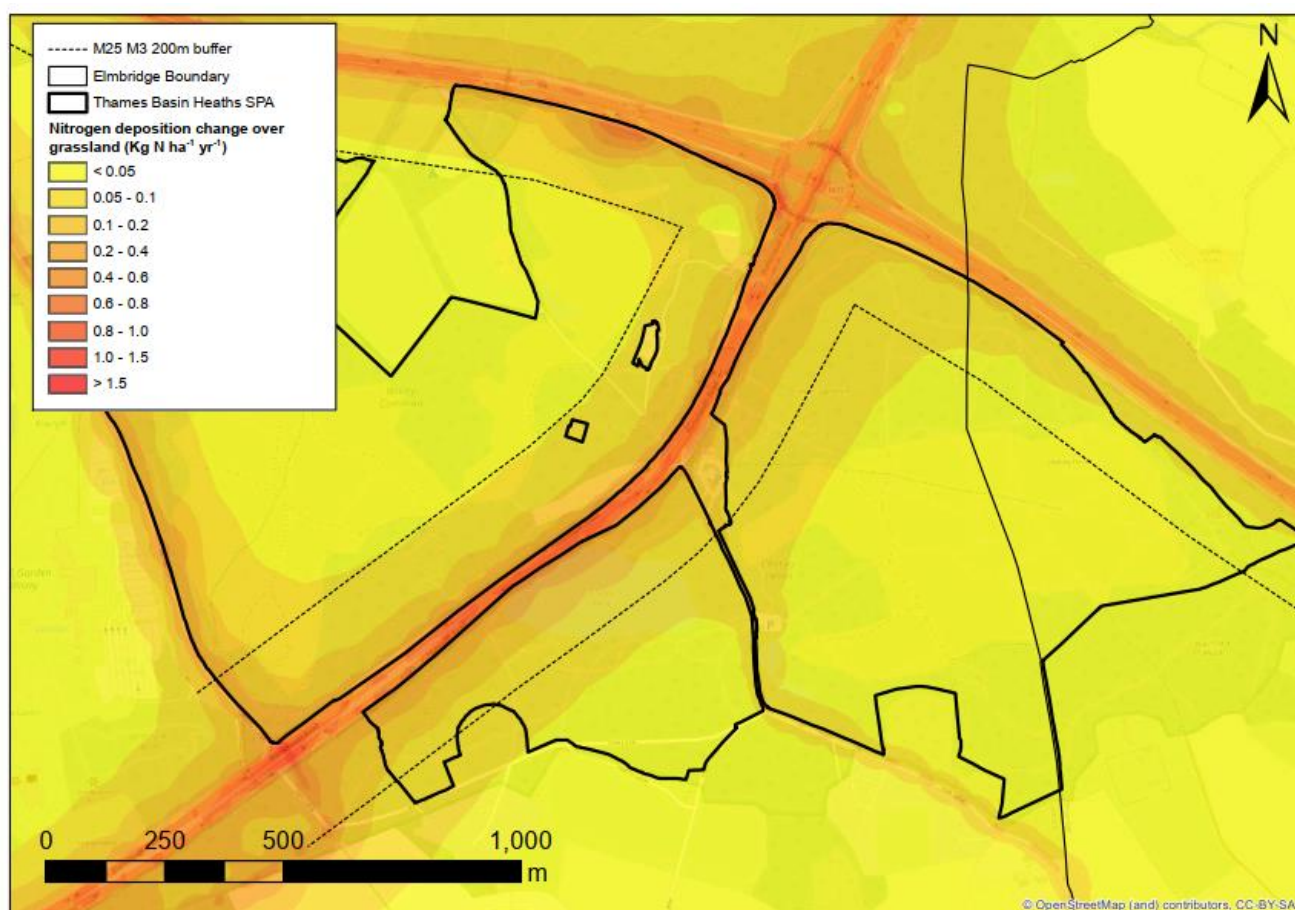 M25 M3 200m buffer
Elmbridge Boundary
Thames Basin Heaths SPA
Nitrogen deposition change over
grassland (Kg N ha⁻¹ yr⁻¹)
< 0.05
0.05 - 0.1
0.1 - 0.2
0.2 - 0.4
0.4 - 0.6
0.6 - 0.8
0.8 - 1.0
1.0 - 1.5
> 1.5
N
0 250 500 1,000
m
© OpenStreetMap (and) contributors, CC-BY-SA